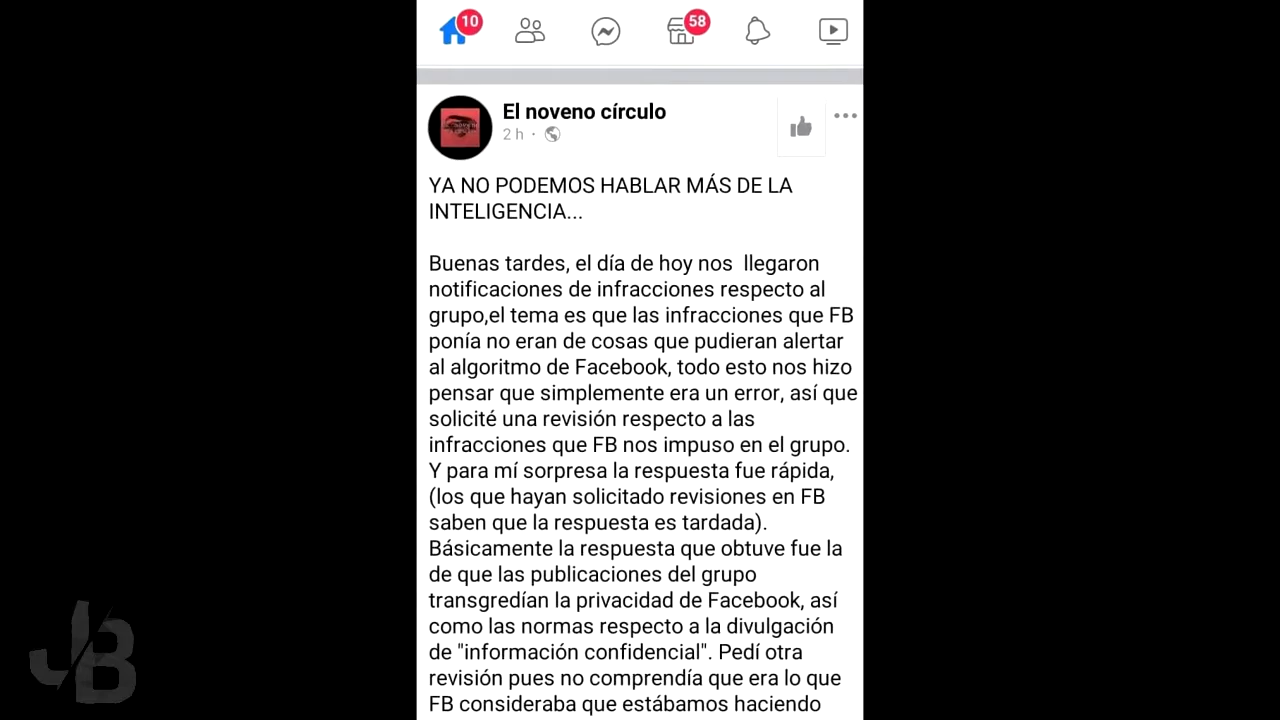 10
58
El noveno círculo
2 h ·
YA NO PODEMOS HABLAR MÁS DE LA
INTELIGENCIA...
Buenas tardes, el día de hoy nos  llegaron
notificaciones de infracciones respecto al
grupo,el tema es que las infracciones que FB
ponía no eran de cosas que pudieran alertar
al algoritmo de Facebook, todo esto nos hizo
pensar que simplemente era un error, así que
solicité una revisión respecto a las
infracciones que FB nos impuso en el grupo.
Y para mí sorpresa la respuesta fue rápida,
(los que hayan solicitado revisiones en FB
saben que la respuesta es tardada).
Básicamente la respuesta que obtuve fue la
de que las publicaciones del grupo
transgredían la privacidad de Facebook, así
como las normas respecto a la divulgación
de "información confidencial". Pedí otra
revisión pues no comprendía que era lo que
FB consideraba que estábamos haciendo
JB